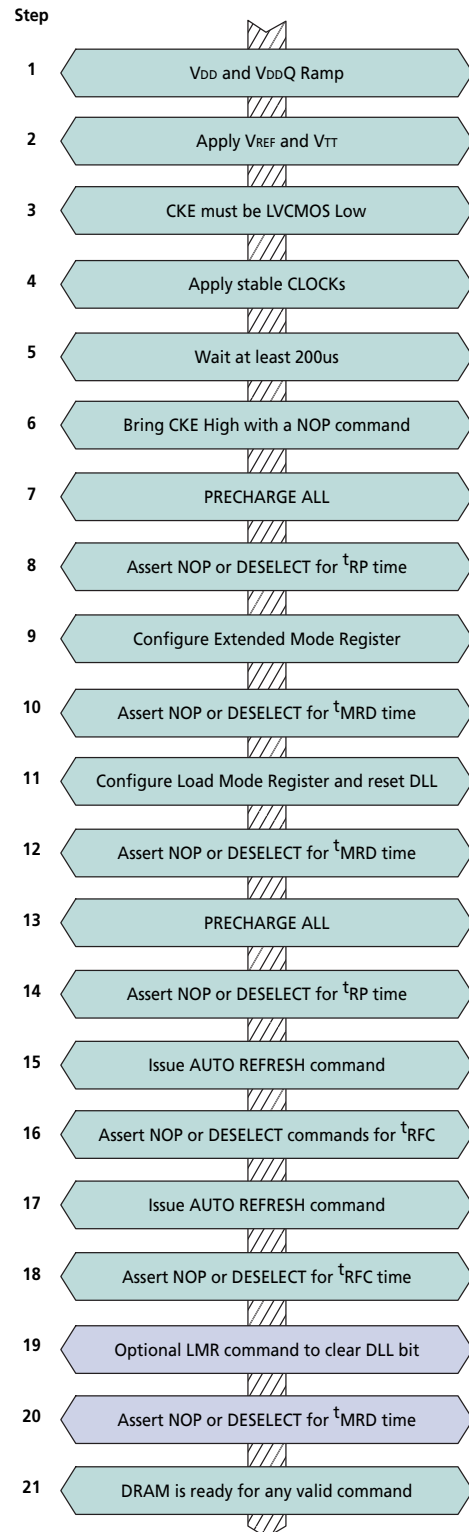 Step
1 VDD and VDDQ Ramp
2 Apply VREF and VTT
3 CKE must be LVCMOS Low
4 Apply stable CLOCKs
5 Wait at least 200us
6 Bring CKE High with a NOP command
7 PRECHARGE ALL
8 Assert NOP or DESELECT for tRP time
9 Configure Extended Mode Register
10 Assert NOP or DESELECT for tMRD time
11 Configure Load Mode Register and reset DLL
12 Assert NOP or DESELECT for tMRD time
13 PRECHARGE ALL
14 Assert NOP or DESELECT for tRP time
15 Issue AUTO REFRESH command
16 Assert NOP or DESELECT commands for tRFC
17 Issue AUTO REFRESH command
18 Assert NOP or DESELECT for tRFC time
19 Optional LMR command to clear DLL bit
20 Assert NOP or DESELECT for tMRD time
21 DRAM is ready for any valid command